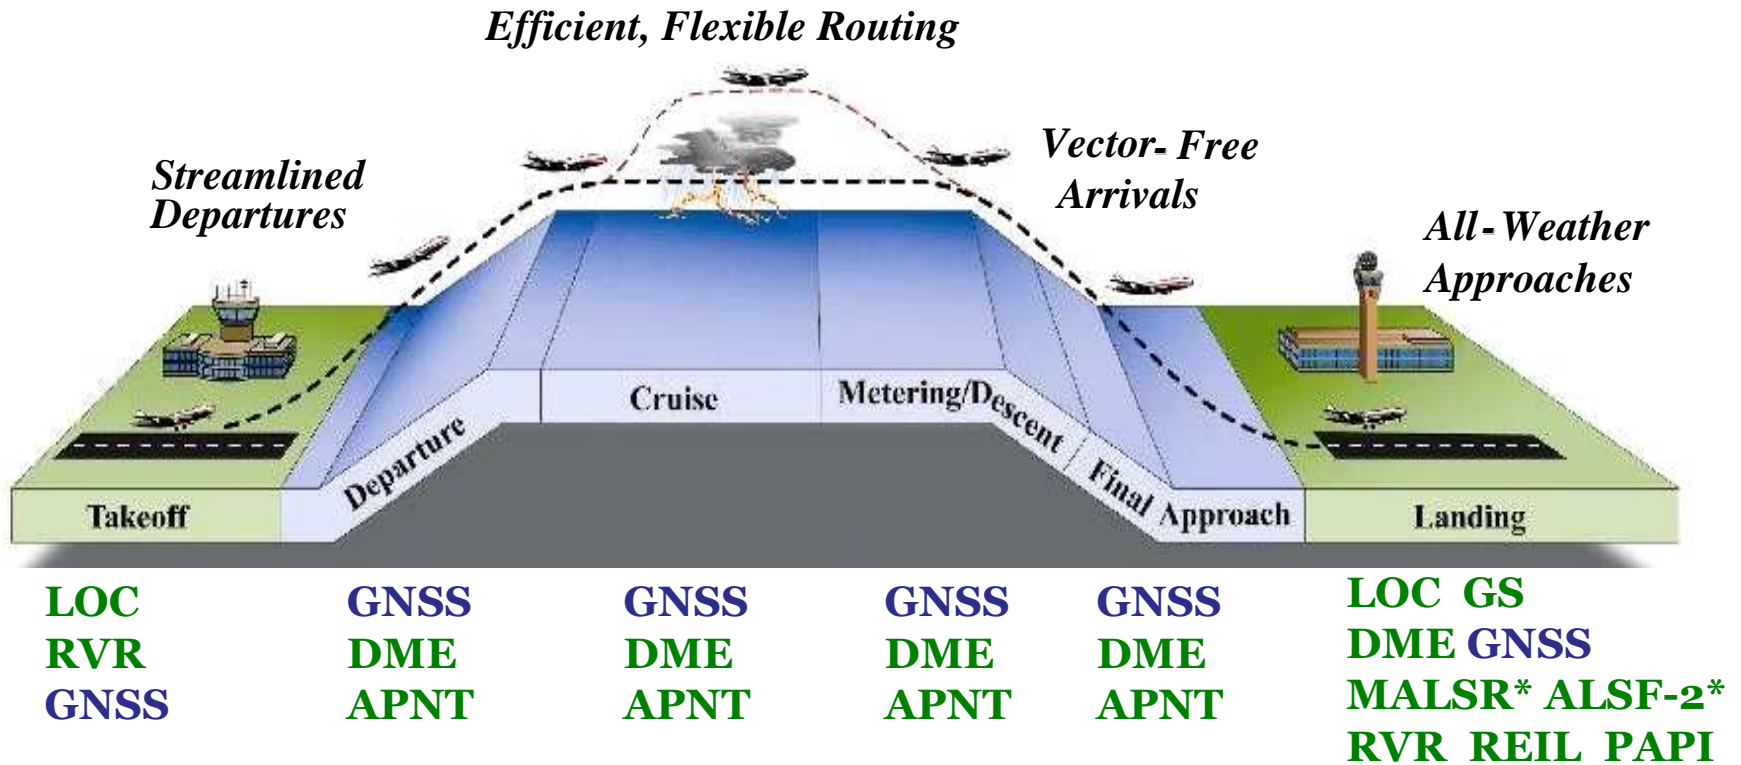 Efficient, Flexible Routing
Streamlined
Departures
Vector- Free
Arrivals
All-Weather
Approaches
Takeoff
Departure
Cruise
Metering/Descent
Final Approach
Landing
LOC
RVR
GNSS
GNSS
DME
APNT
GNSS
DME
APNT
GNSS
DME
APNT
GNSS
DME
APNT
LOC GS
DME GNSS
MALSR* ALSF-2*
RVR REIL PAPI